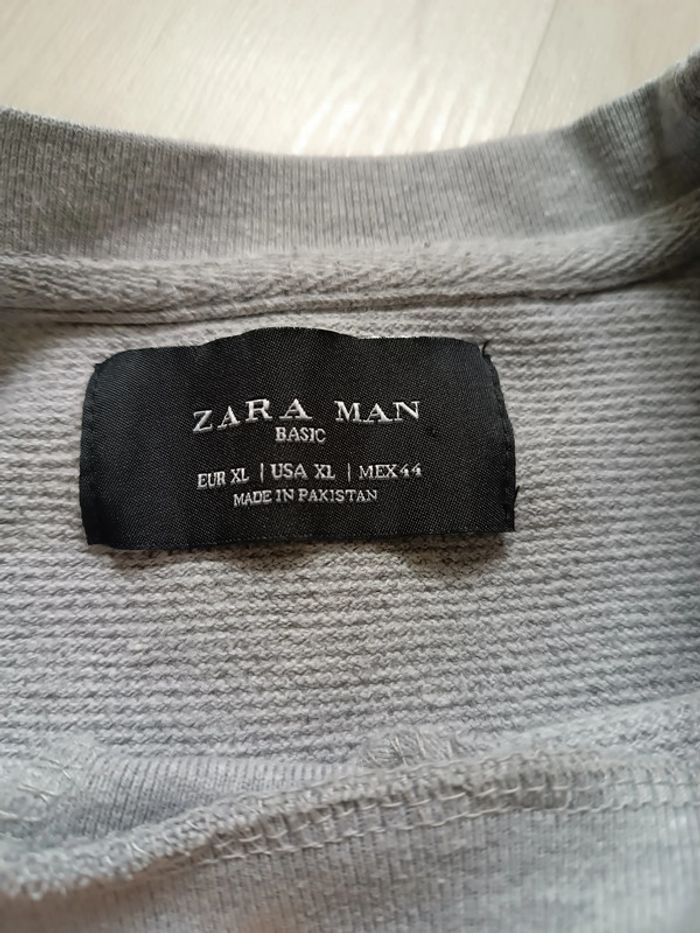 ZARA MAN
BASIC
EUR XL | USA XL | MEX 44
MADE IN PAKISTAN